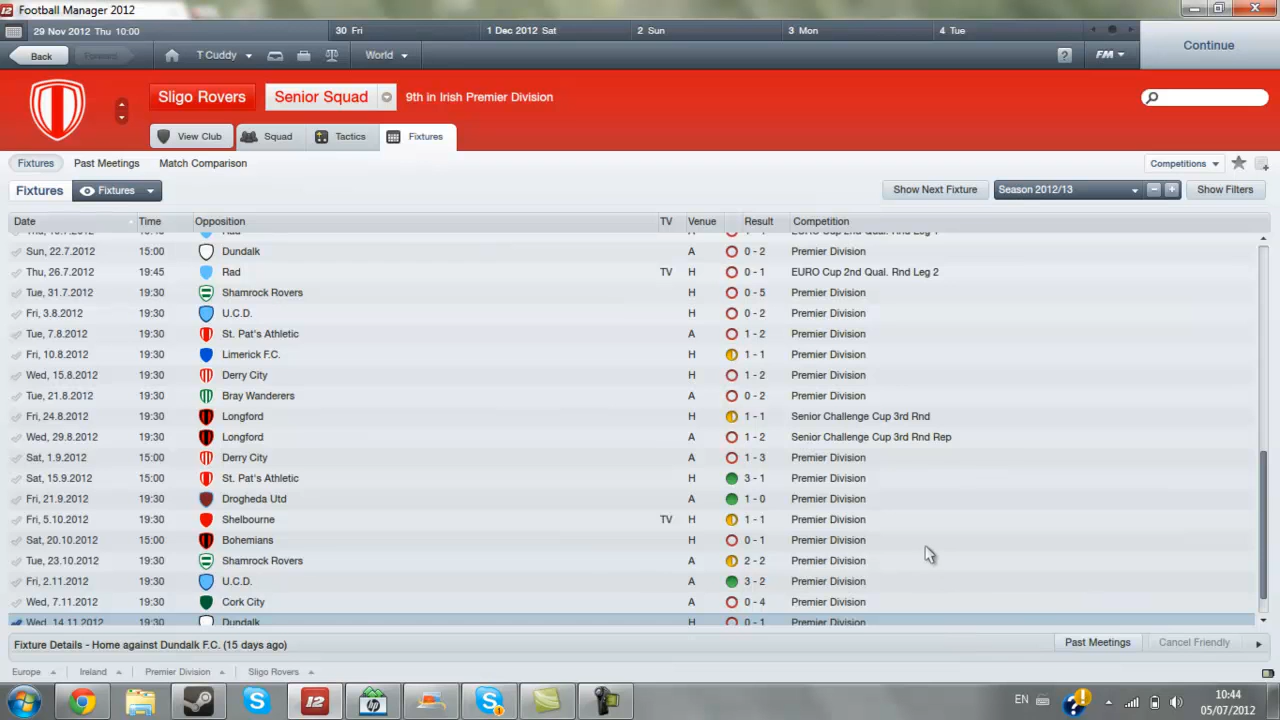 Football Manager 2012
29 Nov 2012 Thu 10:00 30 Fri 1 Dec 2012 Sat 2 Sun 3 Mon 4 Tue Continue
Back Forward T Cuddy World ? FM
Sligo Rovers Senior Squad 9th in Irish Premier Division
View Club Squad Tactics Fixtures
Fixtures Past Meetings Match Comparison Competitions
Fixtures Fixtures Show Next Fixture Season 2012/13 Show Filters
Date Time Opposition TV Venue Result Competition
Sun, 22.7.2012 15:00 Dundalk A 0 - 2 Premier Division
Thu, 26.7.2012 19:45 Rad TV H 0 - 1 EURO Cup 2nd Qual. Rnd Leg 2
Tue, 31.7.2012 19:30 Shamrock Rovers H 0 - 5 Premier Division
Fri, 3.8.2012 19:30 U.C.D. H 0 - 2 Premier Division
Tue, 7.8.2012 19:30 St. Pat's Athletic A 1 - 2 Premier Division
Fri, 10.8.2012 19:30 Limerick F.C. H 1 - 1 Premier Division
Wed, 15.8.2012 19:30 Derry City H 1 - 2 Premier Division
Tue, 21.8.2012 19:30 Bray Wanderers A 0 - 2 Premier Division
Fri, 24.8.2012 19:30 Longford H 1 - 1 Senior Challenge Cup 3rd Rnd
Wed, 29.8.2012 19:30 Longford A 1 - 2 Senior Challenge Cup 3rd Rnd Rep
Sat, 1.9.2012 15:00 Derry City A 1 - 3 Premier Division
Sat, 15.9.2012 15:00 St. Pat's Athletic H 3 - 1 Premier Division
Fri, 21.9.2012 19:30 Drogheda Utd A 1 - 0 Premier Division
Fri, 5.10.2012 19:30 Shelbourne TV H 1 - 1 Premier Division
Sat, 20.10.2012 15:00 Bohemians H 0 - 1 Premier Division
Tue, 23.10.2012 19:30 Shamrock Rovers A 2 - 2 Premier Division
Fri, 2.11.2012 19:30 U.C.D. A 3 - 2 Premier Division
Wed, 7.11.2012 19:30 Cork City A 0 - 4 Premier Division
Wed, 14.11.2012 19:30 Dundalk H 0 - 1 Premier Division
Fixture Details - Home against Dundalk F.C. (15 days ago) Past Meetings Cancel Friendly
Europe Ireland Premier Division Sligo Rovers
EN 10:44
05/07/2012